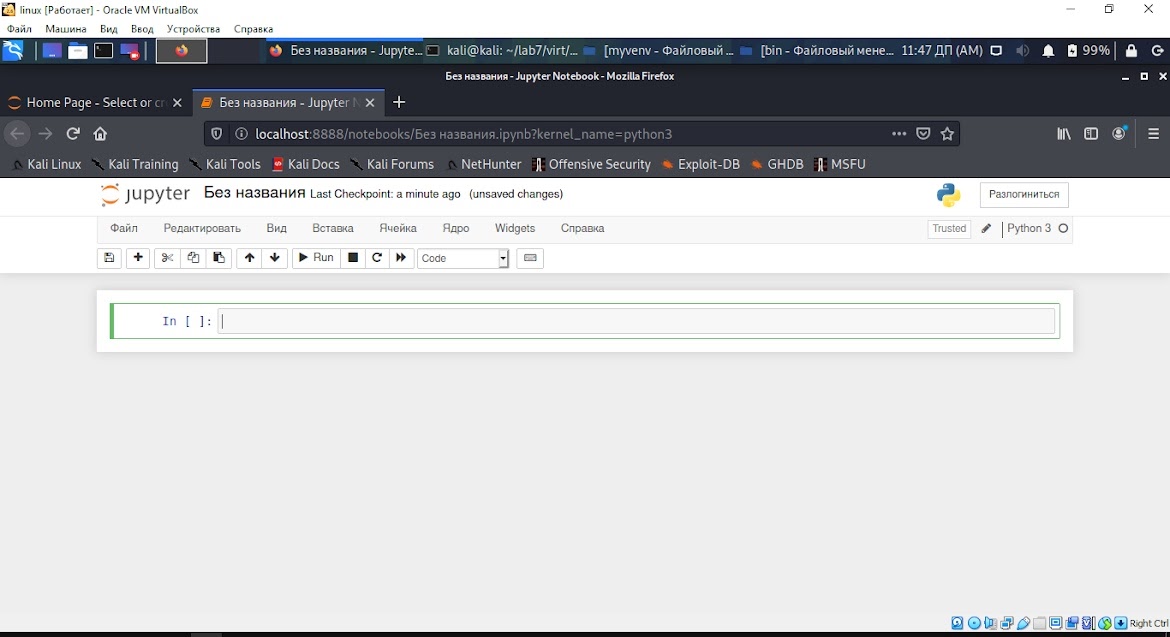 linux [Работает] - Oracle VM VirtualBox
Файл Машина Вид Ввод Устройства Справка
Без названия - Jupyte... kali@kali: ~/lab7/virt/... [myvenv - Файловый ... [bin - Файловый мене... 11:47 ДП (AM) 99%
Без названия - Jupyter Notebook - Mozilla Firefox
Home Page - Select or cr Без названия - Jupyter N
localhost:8888/notebooks/Без названия.ipynb?kernel_name=python3
Kali Linux Kali Training Kali Tools Kali Docs Kali Forums NetHunter Offensive Security Exploit-DB GHDB MSFU
jupyter Без названия Last Checkpoint: a minute ago (unsaved changes) Разлогиниться
Файл Редактировать Вид Вставка Ячейка Ядро Widgets Справка Trusted Python 3
Run Code
In [ ]:
Right Ctrl